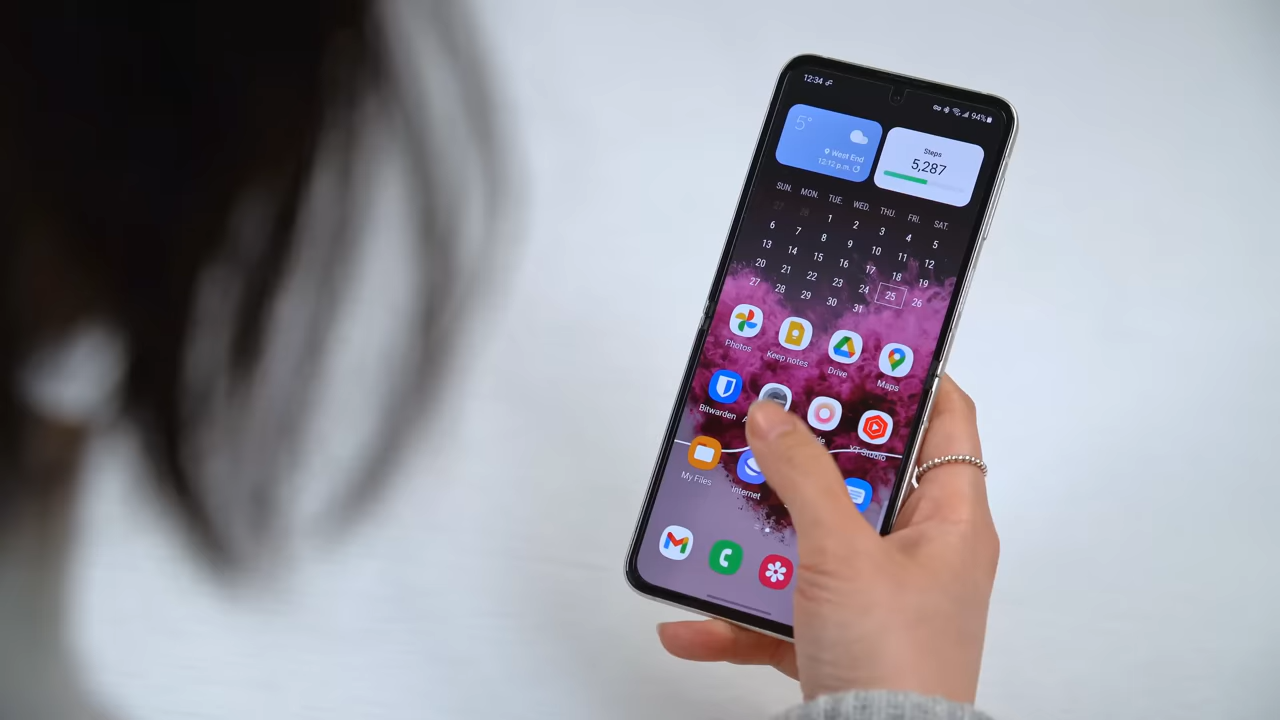 12:34
94%
5°
West End
12:12 p.m.
Steps
5,287
SUN. MON. TUE. WED. THU. FRI. SAT.
27 28 1 2 3 4 5
6 7 8 9 10 11 12
13 14 15 16 17 18 19
20 21 22 23 24 25 26
27 28 29 30 31
Photos Keep notes Drive Maps
Bitwarden YT Studio
My Files Internet